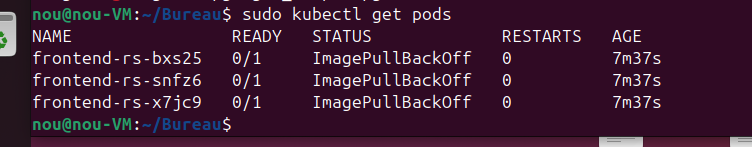 nou@nou-VM:~/Bureau$ sudo kubectl get pods
NAME READY STATUS RESTARTS AGE
frontend-rs-bxs25 0/1 ImagePullBackOff 0 7m37s
frontend-rs-snfz6 0/1 ImagePullBackOff 0 7m37s
frontend-rs-x7jc9 0/1 ImagePullBackOff 0 7m37s
nou@nou-VM:~/Bureau$